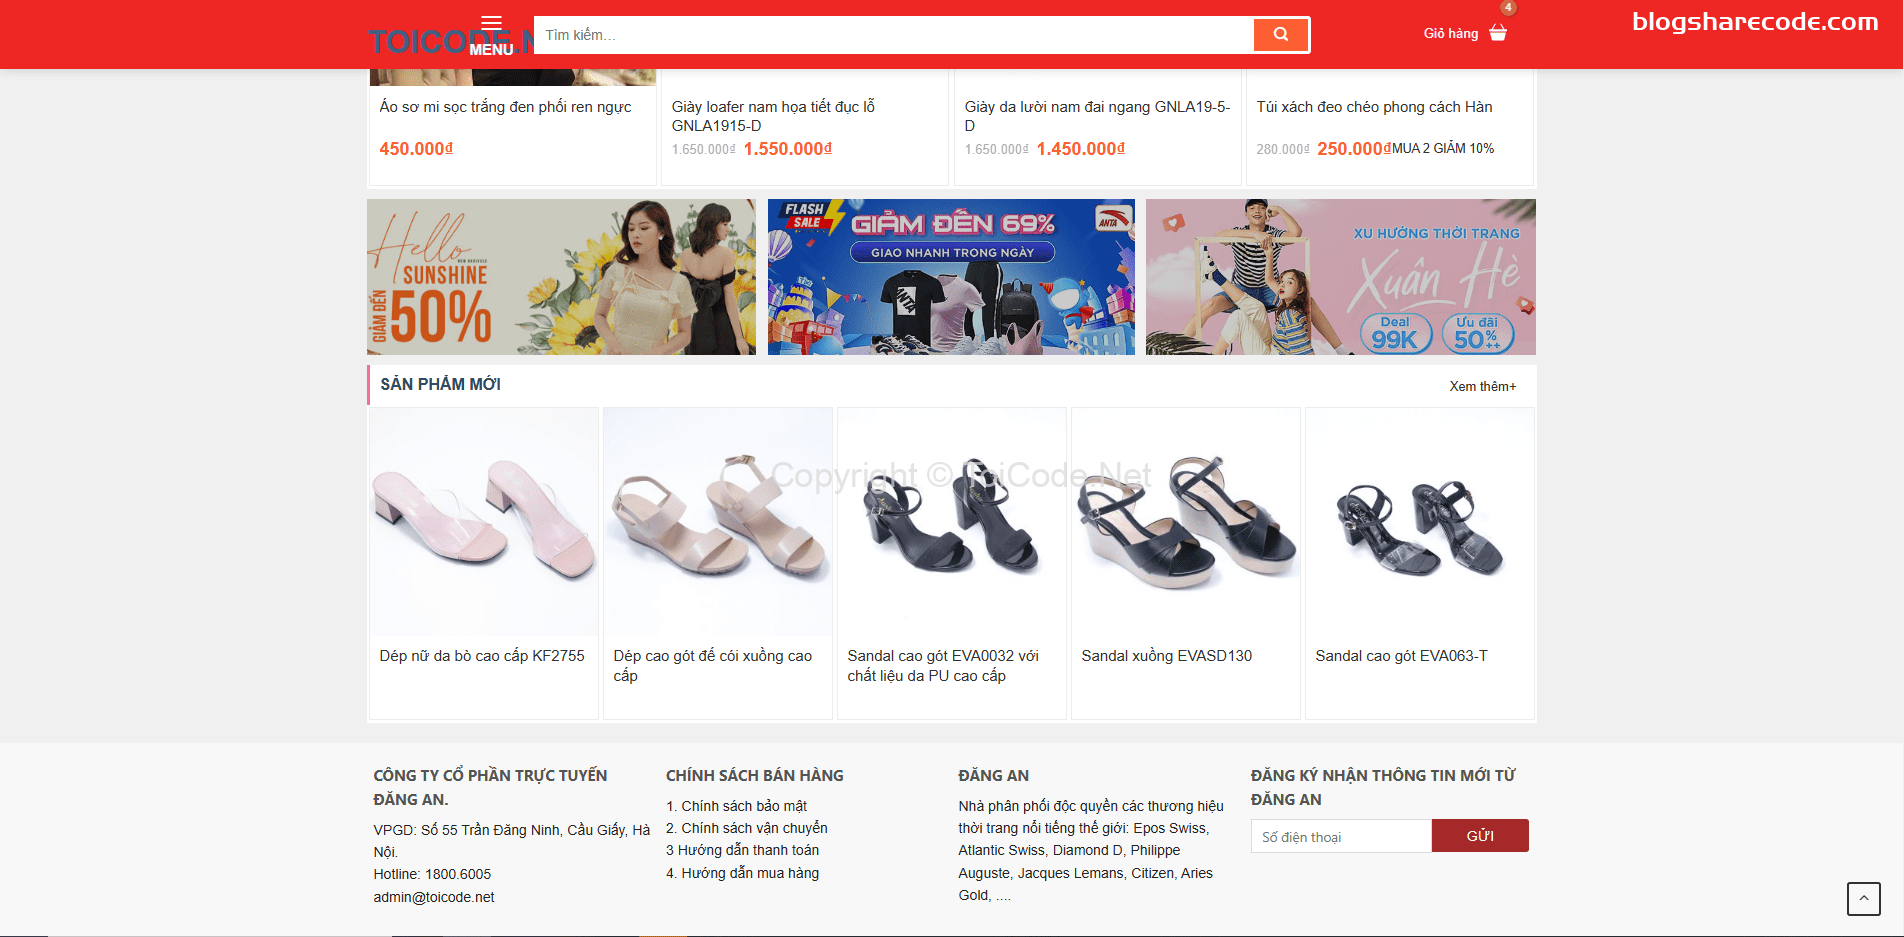 TOICODE.N
MENU
Tìm kiếm…
Giỏ hàng
4
blogsharecode.com
Áo sơ mi sọc trắng đen phối ren ngực
450.000₫
Giày loafer nam họa tiết đục lỗ
GNLA1915-D
1.650.000₫ 1.550.000₫
Giày da lười nam đai ngang GNLA19-5-
D
1.650.000₫ 1.450.000₫
Túi xách đeo chéo phong cách Hàn
280.000₫ 250.000₫MUA 2 GIẢM 10%
Hello
NEW ARRIVALS
SUNSHINE
GIẢM ĐẾN
50%
FLASH
SALE
GIẢM ĐẾN 69%
ANTA
GIAO NHANH TRONG NGÀY
XU HƯỚNG THỜI TRANG
Xuân Hè
Deal
99K
Ưu đãi
50%++
SẢN PHẨM MỚI
Xem thêm+
Copyright © ToiCode.Net
Dép nữ da bò cao cấp KF2755
Dép cao gót đế cói xuồng cao
cấp
Sandal cao gót EVA0032 với
chất liệu da PU cao cấp
Sandal xuồng EVASD130
Sandal cao gót EVA063-T
CÔNG TY CỔ PHẦN TRỰC TUYẾN
ĐĂNG AN.
VPGD: Số 55 Trần Đăng Ninh, Cầu Giấy, Hà
Nội.
Hotline: 1800.6005
admin@toicode.net
CHÍNH SÁCH BÁN HÀNG
1. Chính sách bảo mật
2. Chính sách vận chuyển
3 Hướng dẫn thanh toán
4. Hướng dẫn mua hàng
ĐĂNG AN
Nhà phân phối độc quyền các thương hiệu
thời trang nổi tiếng thế giới: Epos Swiss,
Atlantic Swiss, Diamond D, Philippe
Auguste, Jacques Lemans, Citizen, Aries
Gold, ....
ĐĂNG KÝ NHẬN THÔNG TIN MỚI TỪ
ĐĂNG AN
Số điện thoại
GỬI